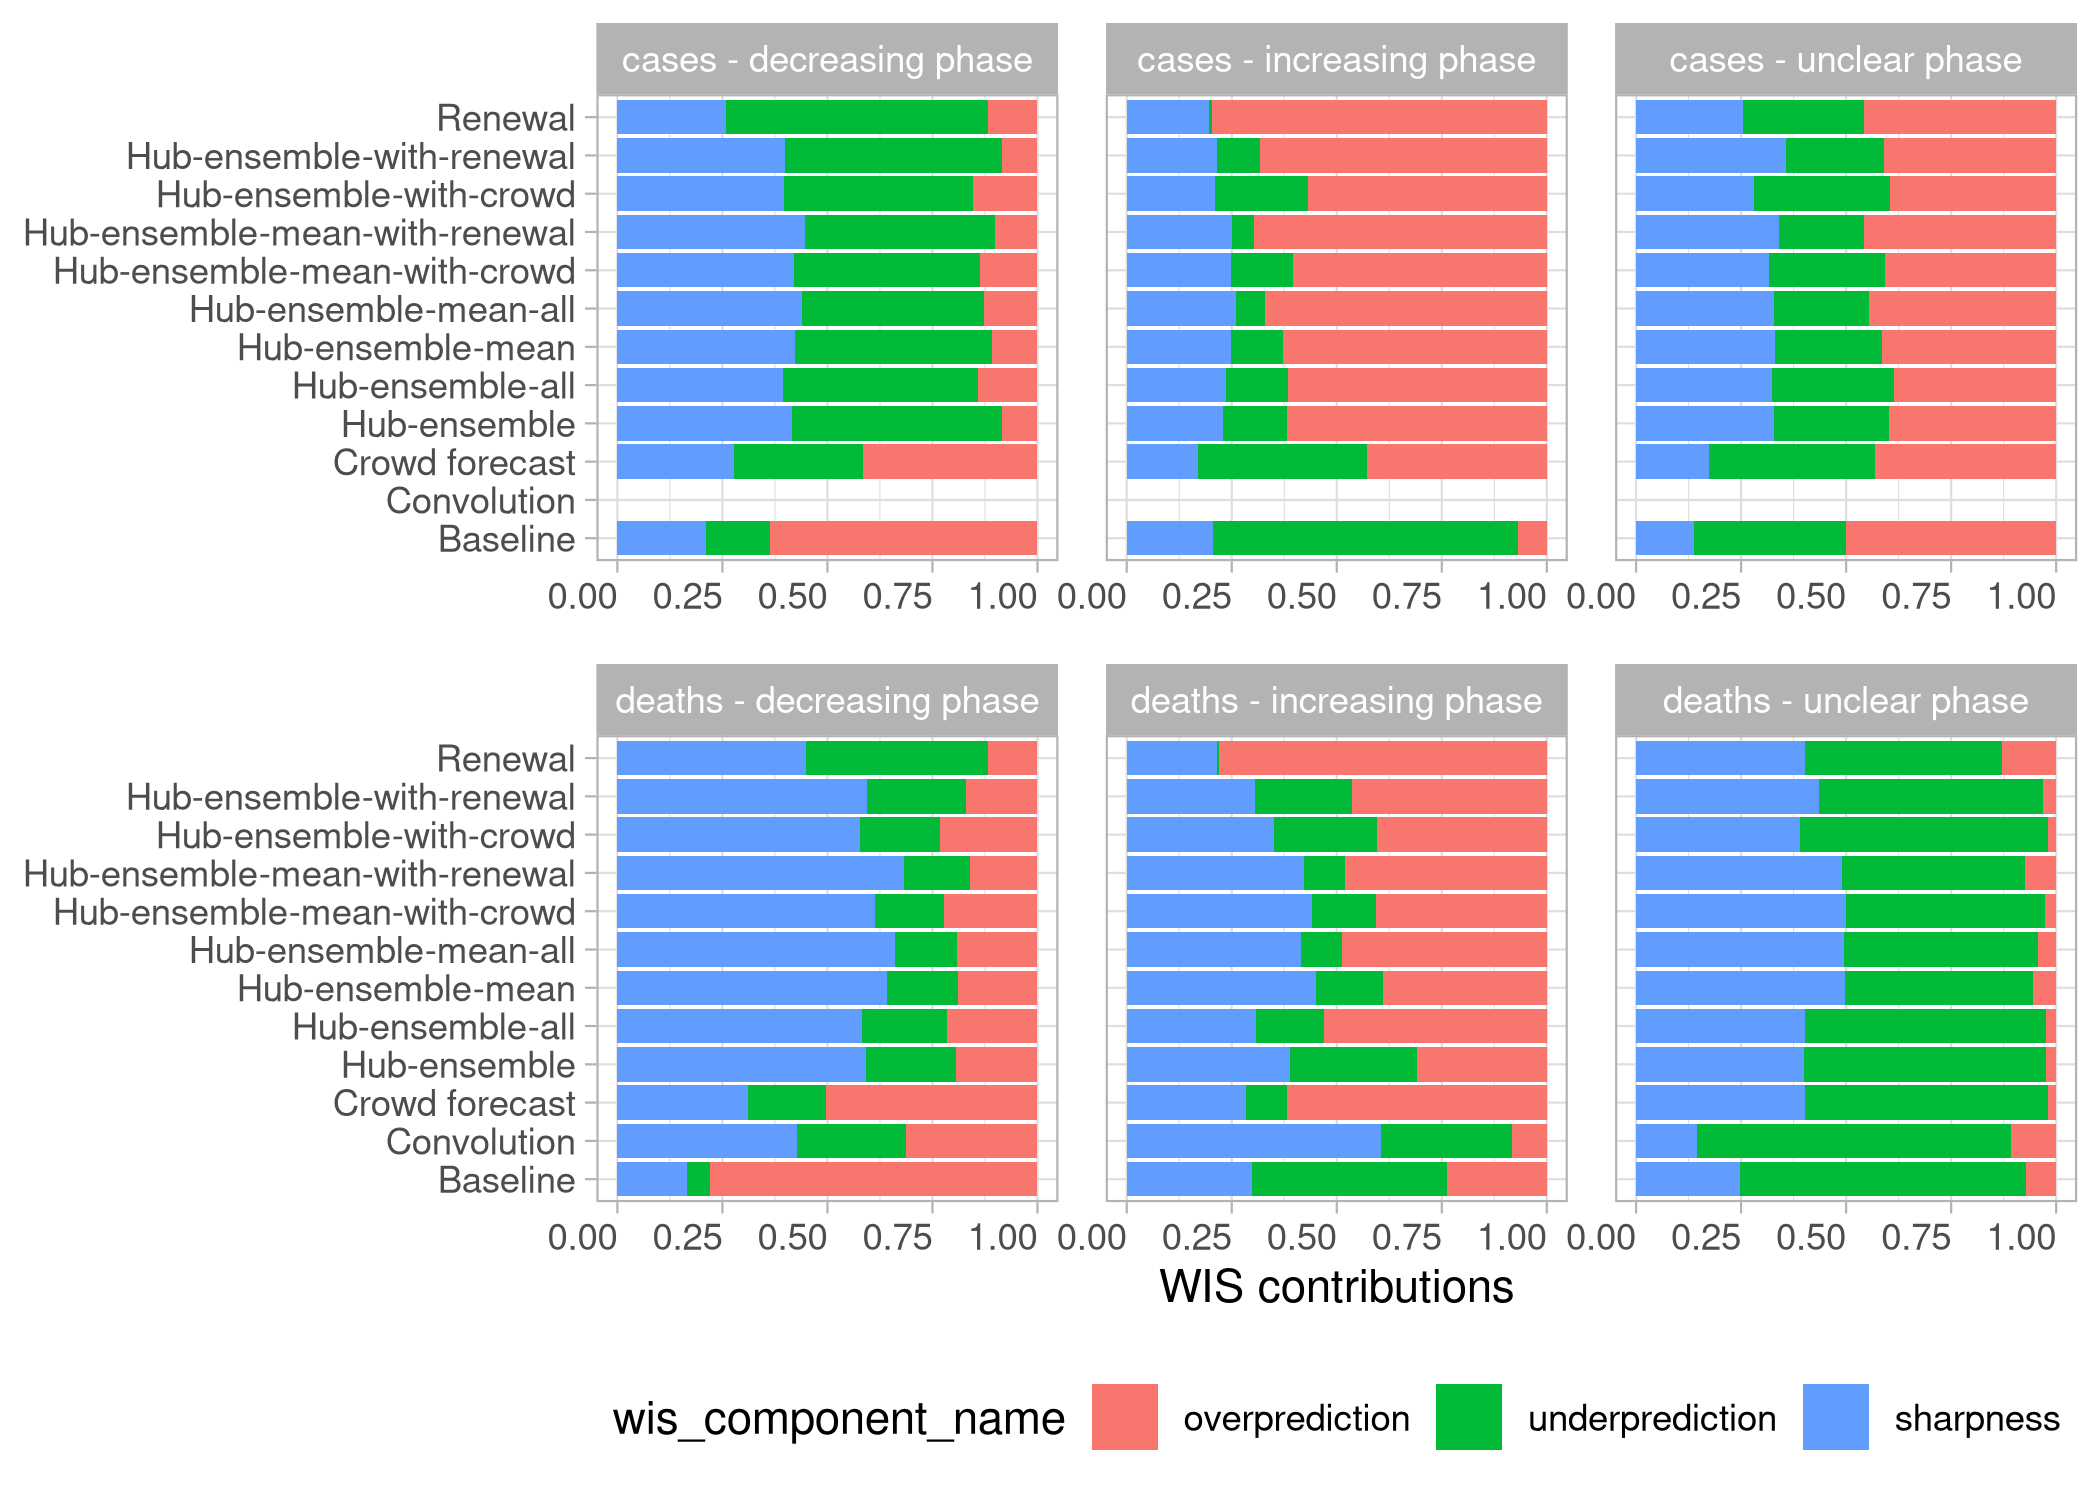 cases - decreasing phase
cases - increasing phase
cases - unclear phase
Renewal
Hub-ensemble-with-renewal
Hub-ensemble-with-crowd
Hub-ensemble-mean-with-renewal
Hub-ensemble-mean-with-crowd
Hub-ensemble-mean-all
Hub-ensemble-mean
Hub-ensemble-all
Hub-ensemble
Crowd forecast
Convolution
Baseline
0.00 0.25 0.50 0.75 1.00
0.00 0.25 0.50 0.75 1.00
0.00 0.25 0.50 0.75 1.00
deaths - decreasing phase
deaths - increasing phase
deaths - unclear phase
Renewal
Hub-ensemble-with-renewal
Hub-ensemble-with-crowd
Hub-ensemble-mean-with-renewal
Hub-ensemble-mean-with-crowd
Hub-ensemble-mean-all
Hub-ensemble-mean
Hub-ensemble-all
Hub-ensemble
Crowd forecast
Convolution
Baseline
0.00 0.25 0.50 0.75 1.00
0.00 0.25 0.50 0.75 1.00
0.00 0.25 0.50 0.75 1.00
WIS contributions
wis_component_name
overprediction
underprediction
sharpness